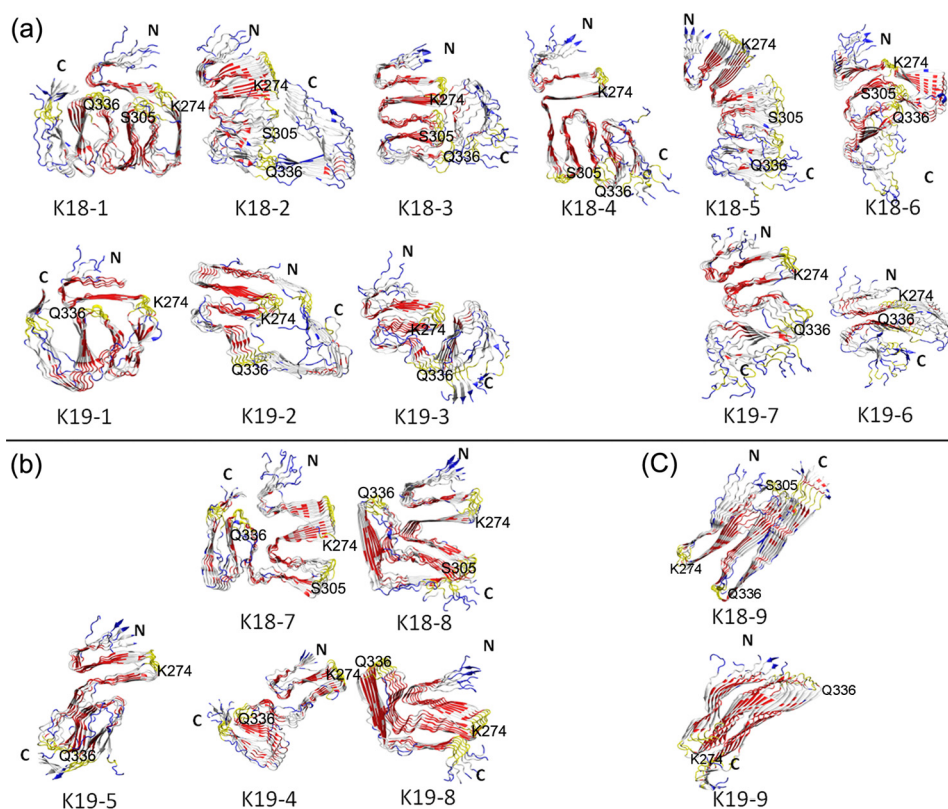 (a)
N
C
Q336
S305
K274
K18-1
N
K274
C
S305
Q336
K18-2
N
K274
S305
Q336
C
K18-3
N
K274
S305
Q336
C
K18-4
N
K274
S305
Q336
C
K18-5
N
K274
S305
Q336
C
K18-6
N
C
Q336
K274
K19-1
N
C
K274
Q336
K19-2
N
K274
Q336
C
K19-3
N
K274
Q336
C
K19-7
N
K274
Q336
C
K19-6
(b)
N
C
Q336
K274
S305
K18-7
N
Q336
K274
S305
C
K18-8
N
K274
C
Q336
K19-5
N
K274
C
Q336
K19-4
Q336
N
K274
C
K19-8
(C)
N
C
S305
K274
Q336
K18-9
N
Q336
K274
C
K19-9